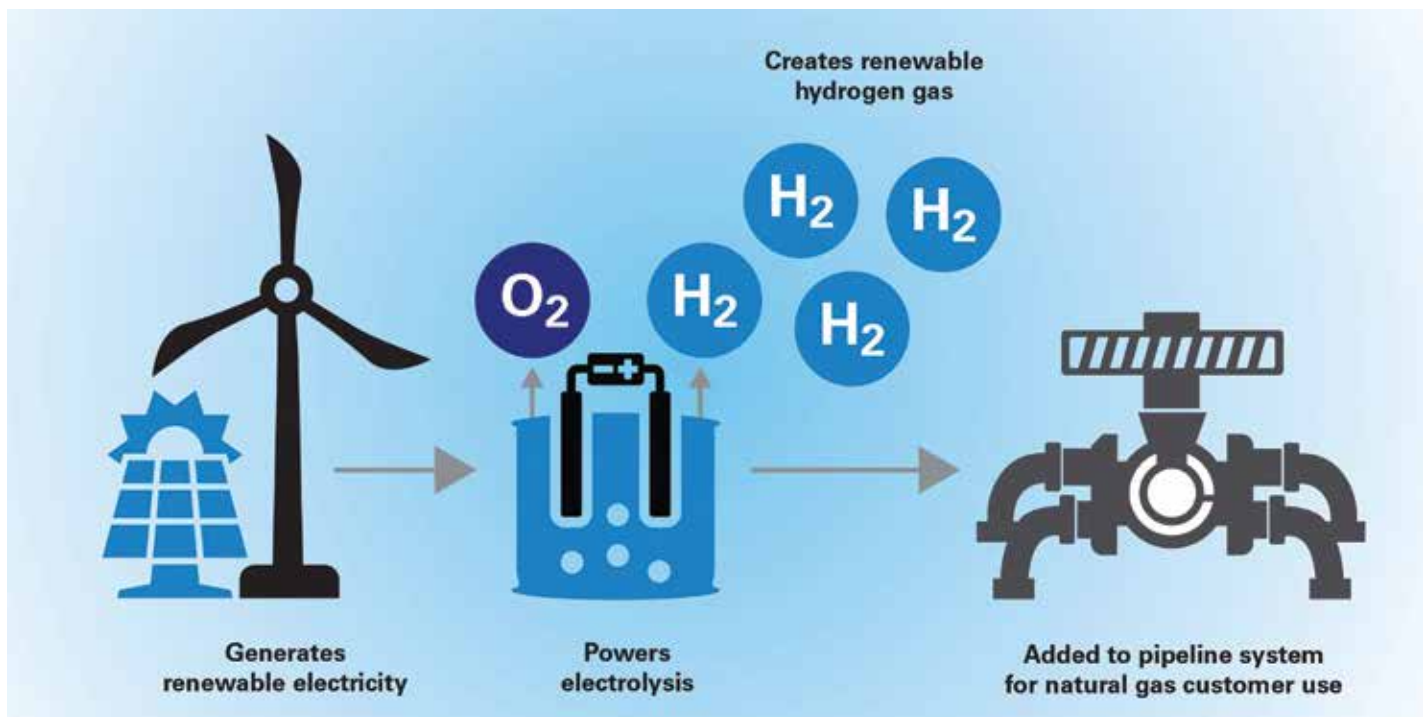 Creates renewable
hydrogen gas
H2
H2
O2
H2
H2
Generates
renewable electricity
Powers
electrolysis
Added to pipeline system
for natural gas customer use